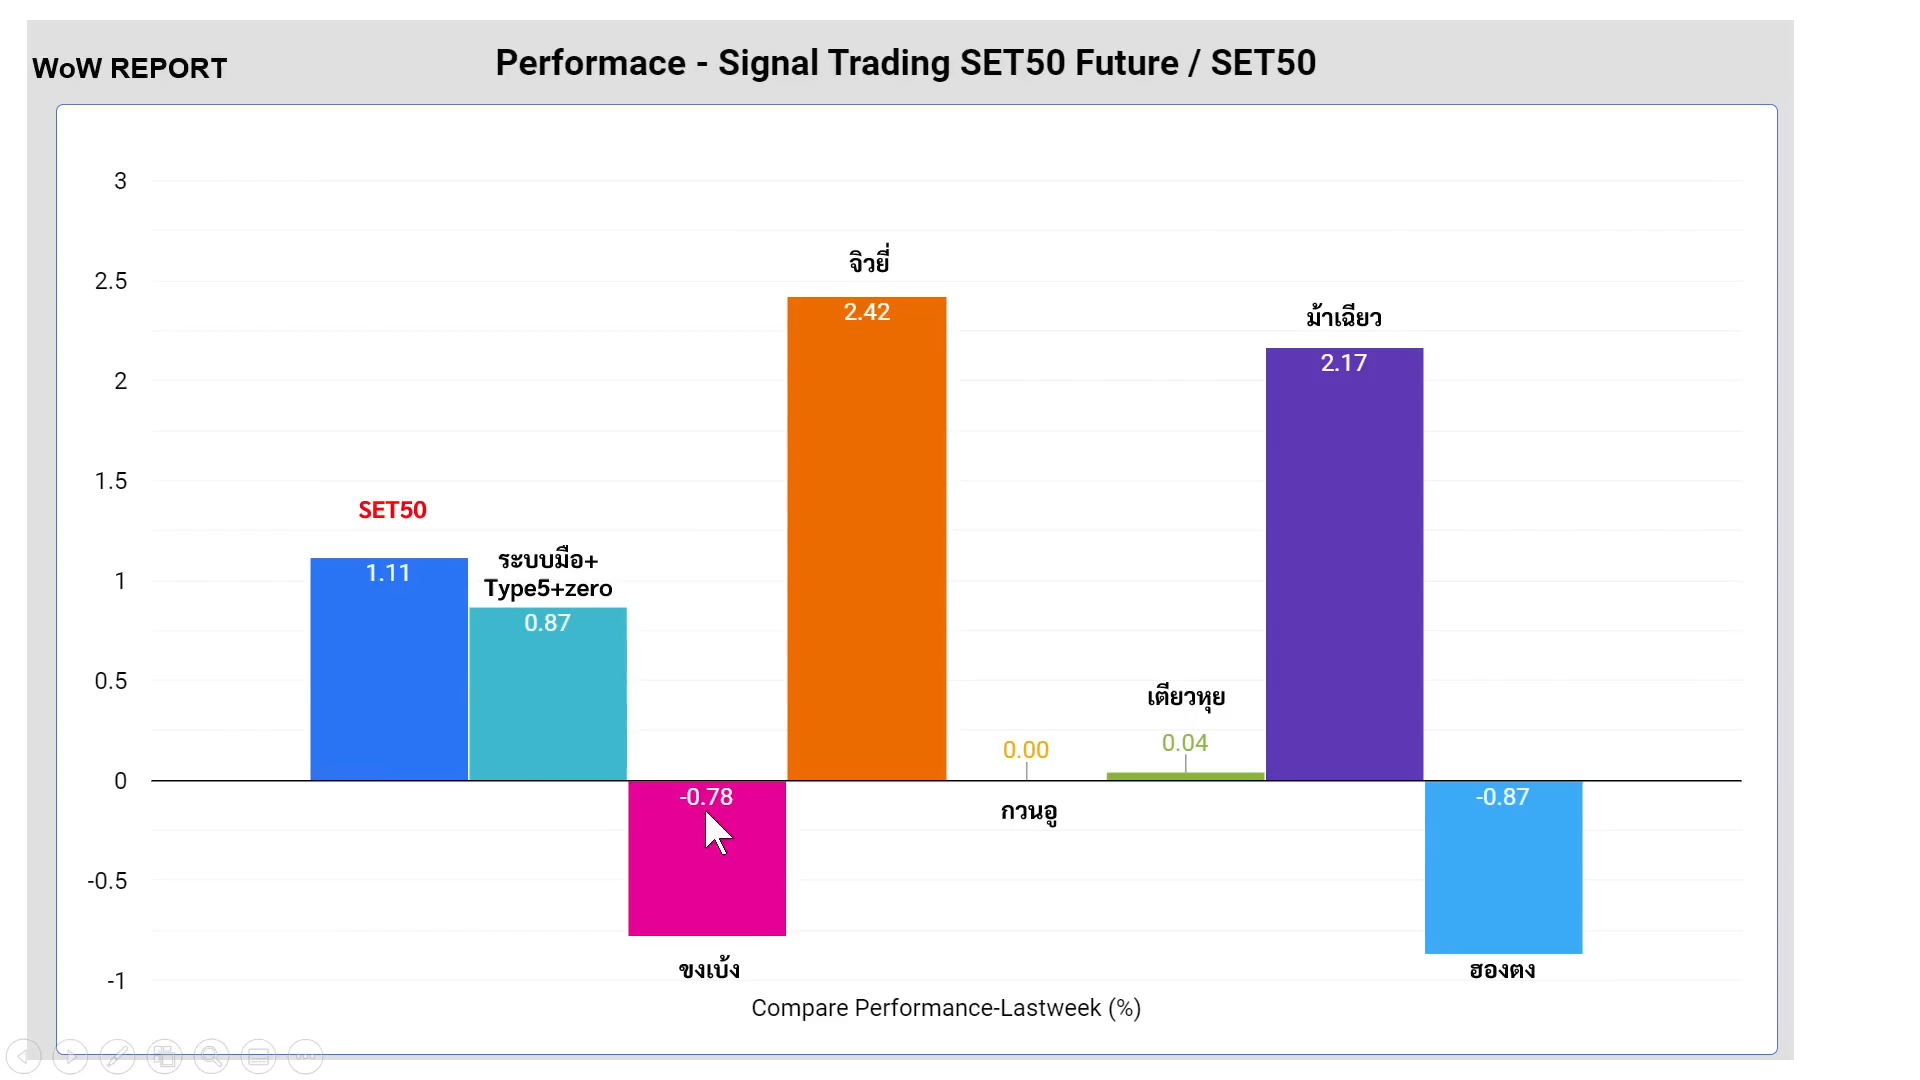 WoW REPORT
Performace - Signal Trading SET50 Future / SET50
3
2.5
2
1.5
1
0.5
0
-0.5
-1
SET50
1.11
ระบบมือ+
Type5+zero
0.87
-0.78
ขงเบ้ง
จิวยี่
2.42
0.00
กวนอู
เตียวหุย
0.04
ม้าเฉียว
2.17
-0.87
ฮองตง
Compare Performance-Lastweek (%)